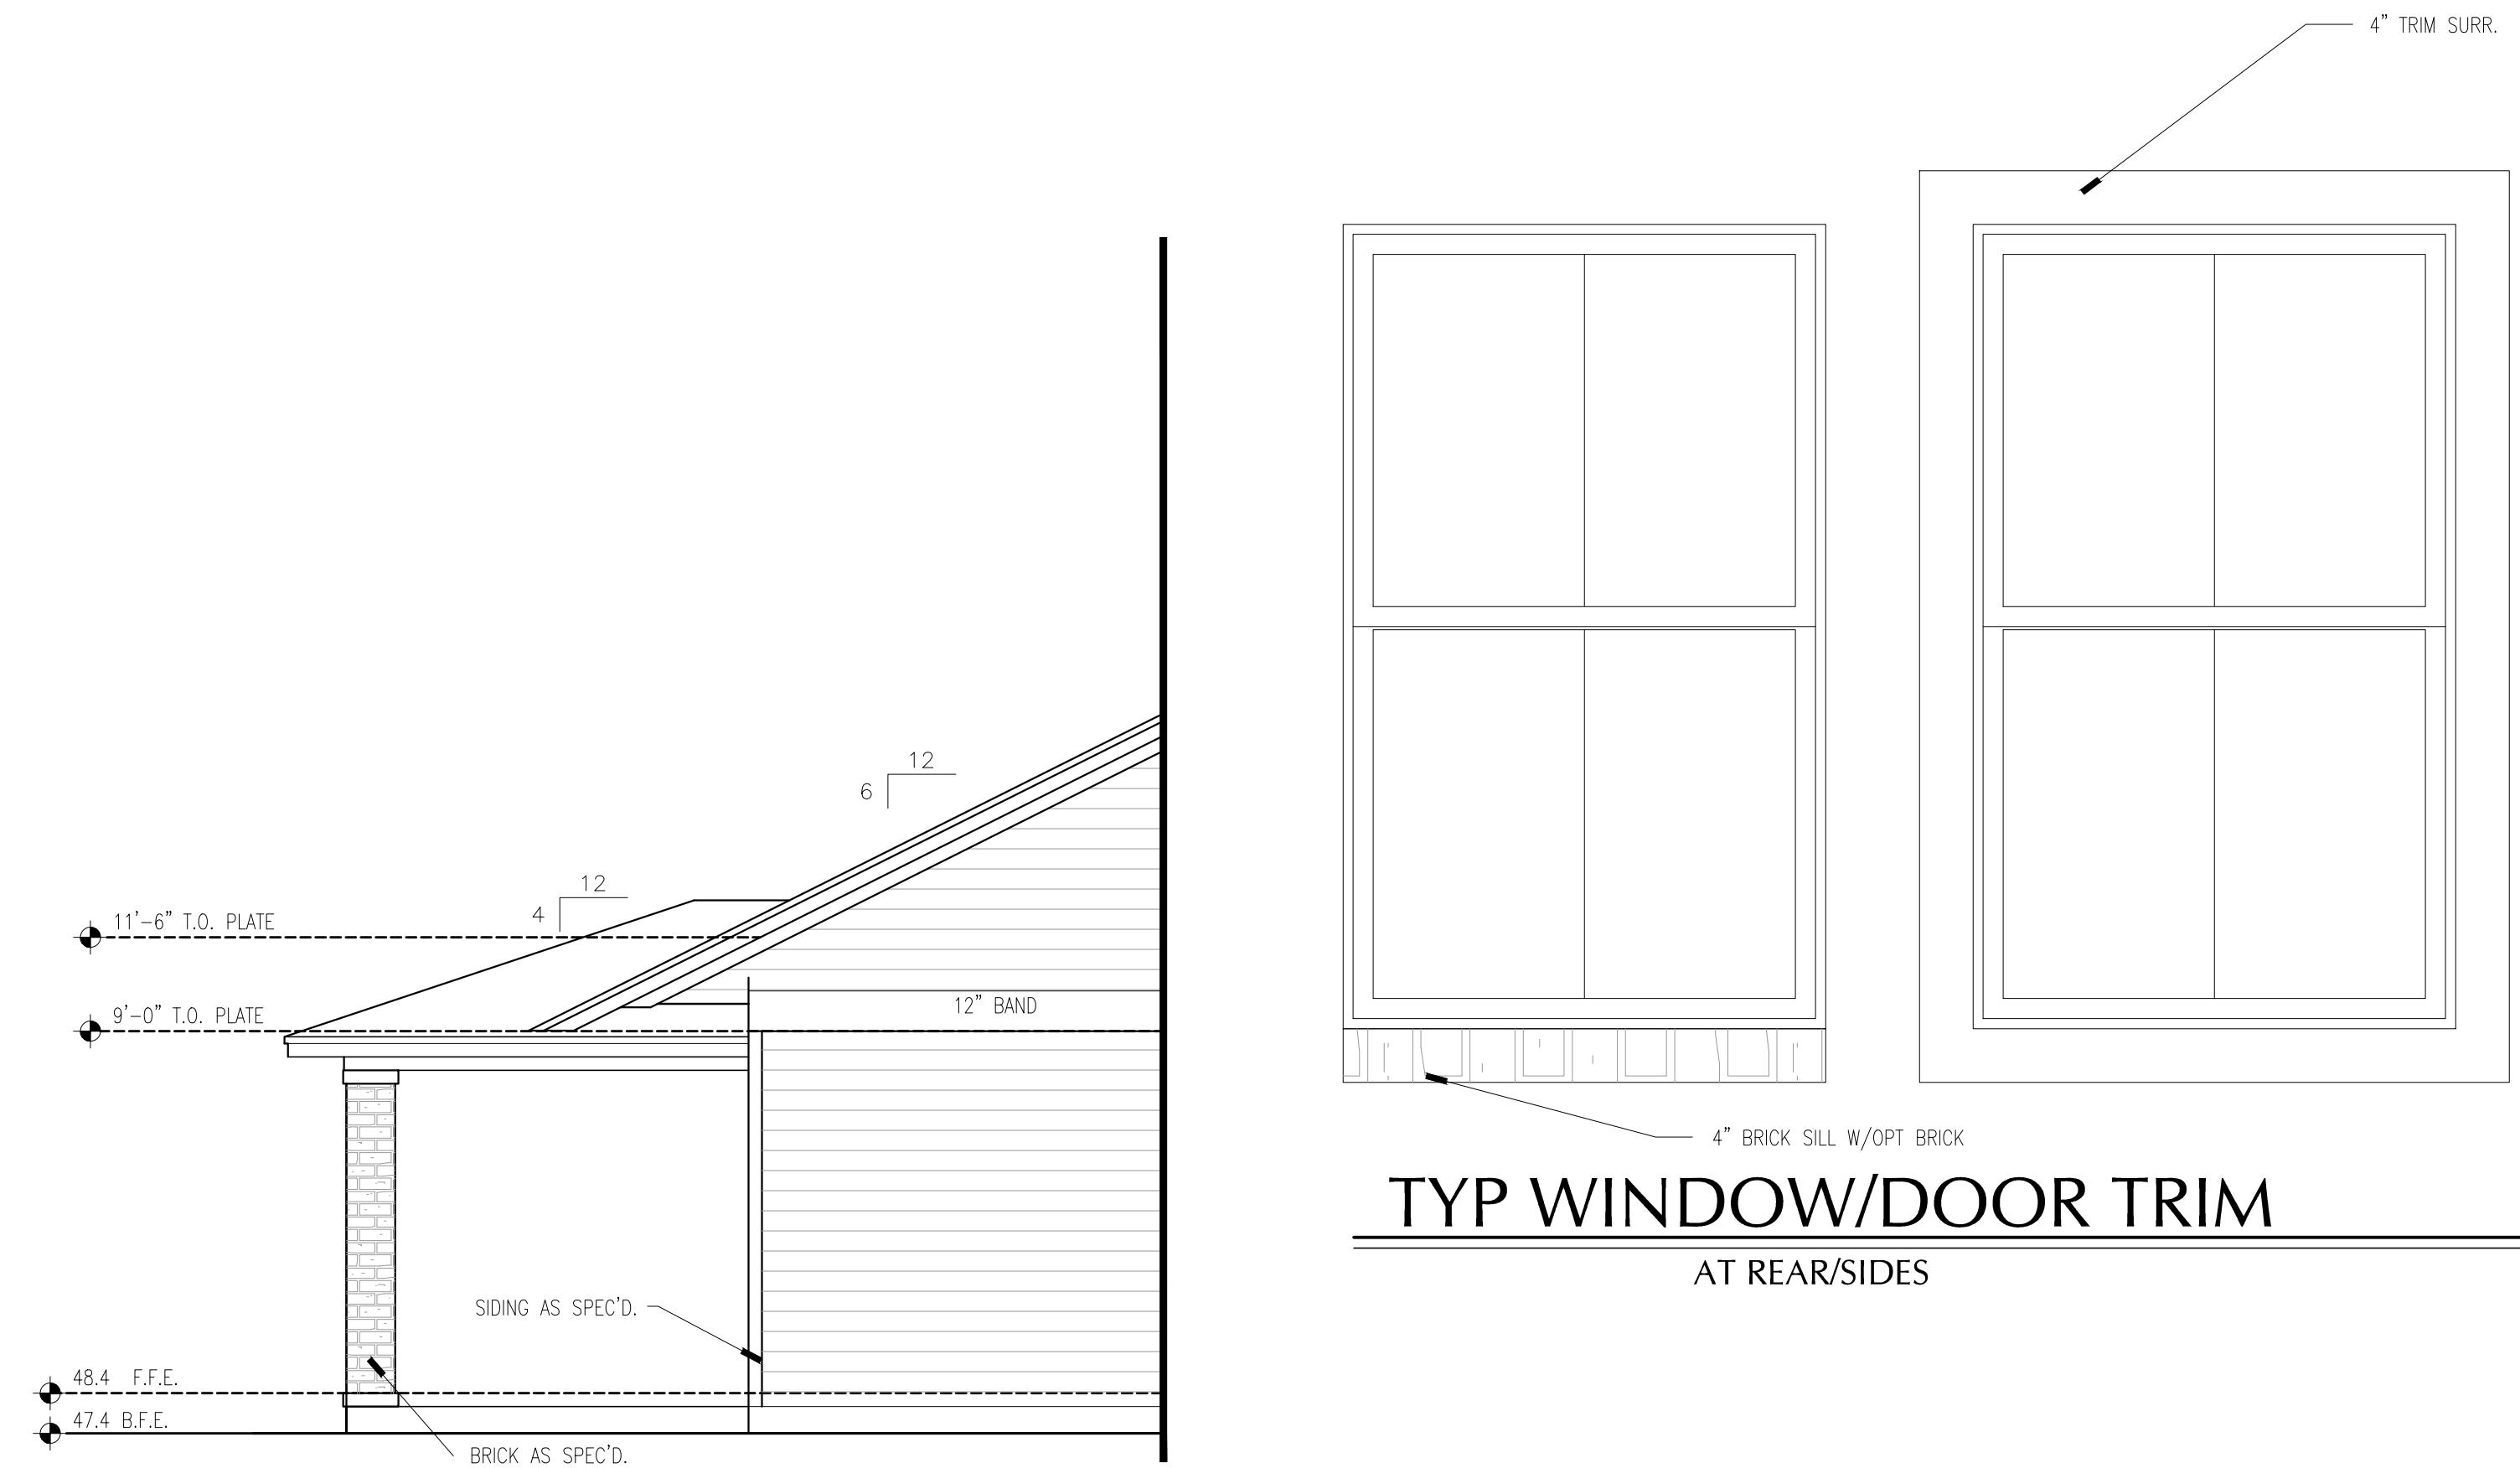 4" TRIM SURR.
12
6
12
4
11'-6" T.O. PLATE
9'-0" T.O. PLATE
12" BAND
4" BRICK SILL W/OPT BRICK
TYP WINDOW/DOOR TRIM
AT REAR/SIDES
SIDING AS SPEC'D.
48.4 F.F.E.
47.4 B.F.E.
BRICK AS SPEC'D.